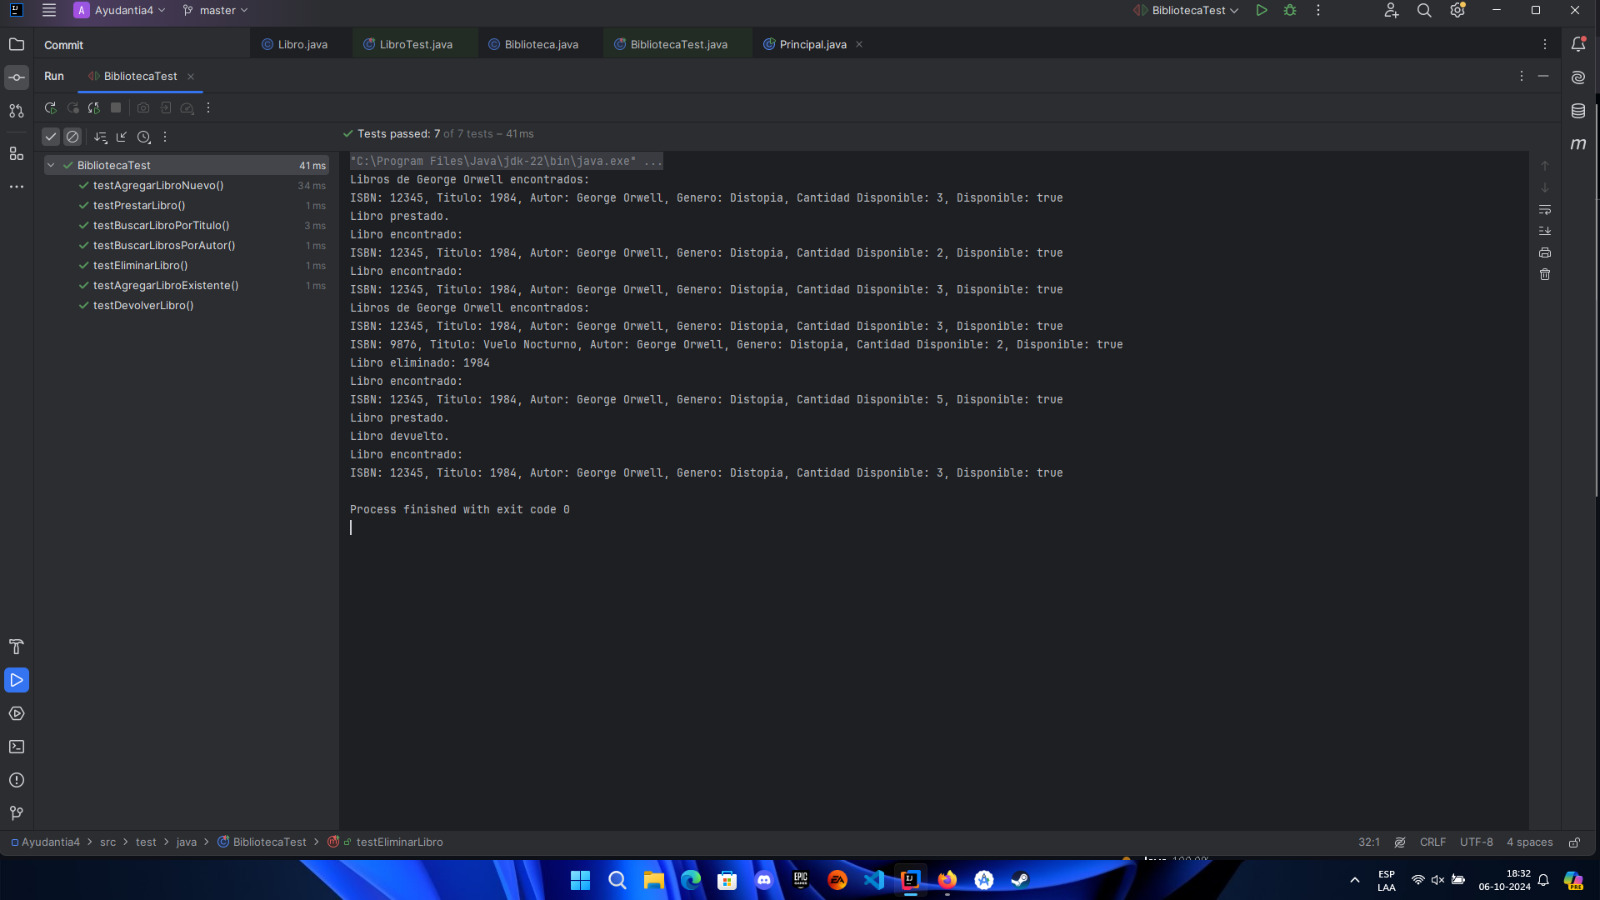 Ayudantia4
master
BibliotecaTest
Commit
Libro.java
LibroTest.java
Biblioteca.java
BibliotecaTest.java
Principal.java
Run
BibliotecaTest
Tests passed: 7 of 7 tests – 41 ms
BibliotecaTest 41 ms
testAgregarLibroNuevo() 34 ms
testPrestarLibro() 1 ms
testBuscarLibroPorTitulo() 3 ms
testBuscarLibrosPorAutor() 1 ms
testEliminarLibro() 1 ms
testAgregarLibroExistente() 1 ms
testDevolverLibro()
"C:\Program Files\Java\jdk-22\bin\java.exe" ...
Libros de George Orwell encontrados:
ISBN: 12345, Titulo: 1984, Autor: George Orwell, Genero: Distopia, Cantidad Disponible: 3, Disponible: true
Libro prestado.
Libro encontrado:
ISBN: 12345, Titulo: 1984, Autor: George Orwell, Genero: Distopia, Cantidad Disponible: 2, Disponible: true
Libro encontrado:
ISBN: 12345, Titulo: 1984, Autor: George Orwell, Genero: Distopia, Cantidad Disponible: 3, Disponible: true
Libros de George Orwell encontrados:
ISBN: 12345, Titulo: 1984, Autor: George Orwell, Genero: Distopia, Cantidad Disponible: 3, Disponible: true
ISBN: 9876, Titulo: Vuelo Nocturno, Autor: George Orwell, Genero: Distopia, Cantidad Disponible: 2, Disponible: true
Libro eliminado: 1984
Libro encontrado:
ISBN: 12345, Titulo: 1984, Autor: George Orwell, Genero: Distopia, Cantidad Disponible: 5, Disponible: true
Libro prestado.
Libro devuelto.
Libro encontrado:
ISBN: 12345, Titulo: 1984, Autor: George Orwell, Genero: Distopia, Cantidad Disponible: 3, Disponible: true
Process finished with exit code 0
Ayudantia4 > src > test > java > BibliotecaTest > testEliminarLibro
32:1
CRLF
UTF-8
4 spaces
ESP
LAA
18:32
06-10-2024